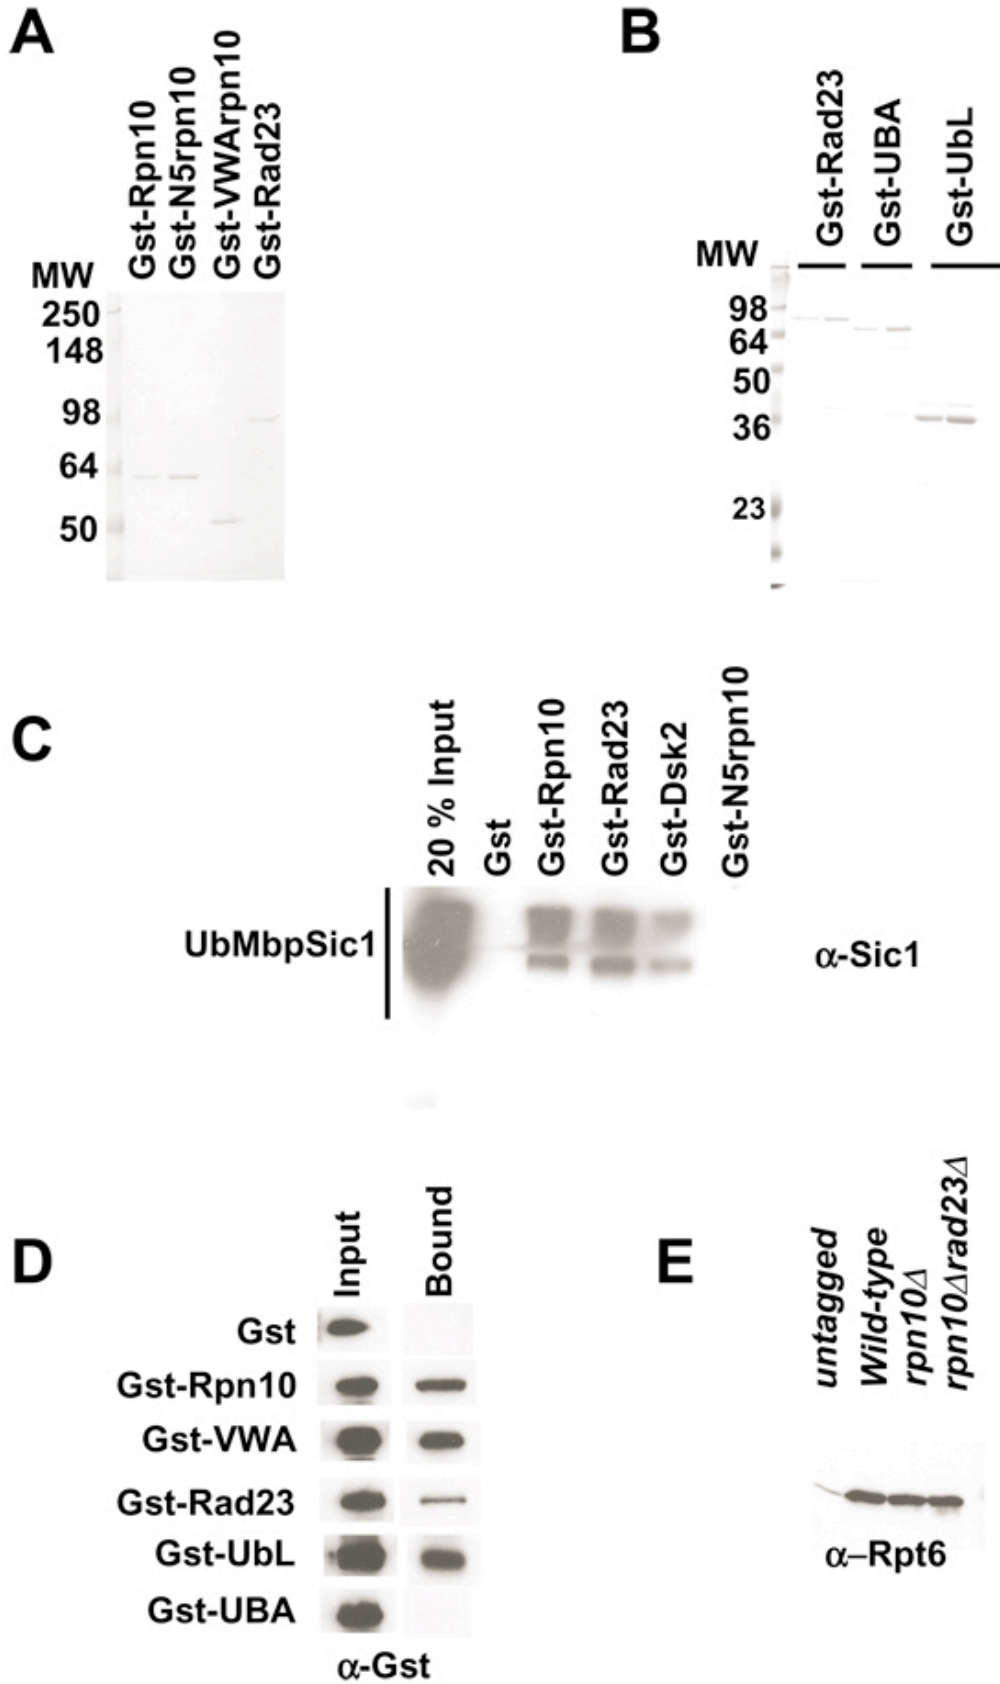 A
Gst-Rpn10
Gst-N5rpn10
Gst-VWArpn10
Gst-Rad23
MW
250
148
98
64
50
B
Gst-Rad23
Gst-UBA
Gst-UbL
MW
98
64
50
36
23
C
20 % Input
Gst
Gst-Rpn10
Gst-Rad23
Gst-Dsk2
Gst-N5rpn10
UbMbpSic1
α-Sic1
D
Input
Bound
Gst
Gst-Rpn10
Gst-VWA
Gst-Rad23
Gst-UbL
Gst-UBA
α-Gst
E
untagged
Wild-type
rpn10Δ
rpn10Δrad23Δ
α–Rpt6